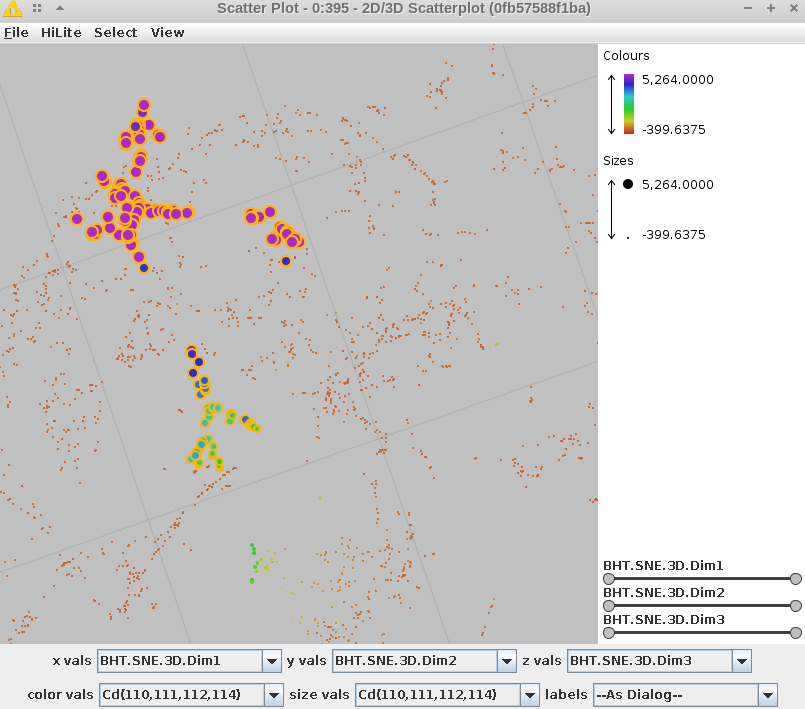 Scatter Plot - 0:395 - 2D/3D Scatterplot (0fb57588f1ba)
File HiLite Select View
Colours
5,264.0000
-399.6375
Sizes
5,264.0000
-399.6375
BHT.SNE.3D.Dim1
BHT.SNE.3D.Dim2
BHT.SNE.3D.Dim3
x vals BHT.SNE.3D.Dim1 y vals BHT.SNE.3D.Dim2 z vals BHT.SNE.3D.Dim3
color vals Cd(110,111,112,114) size vals Cd(110,111,112,114) labels --As Dialog--